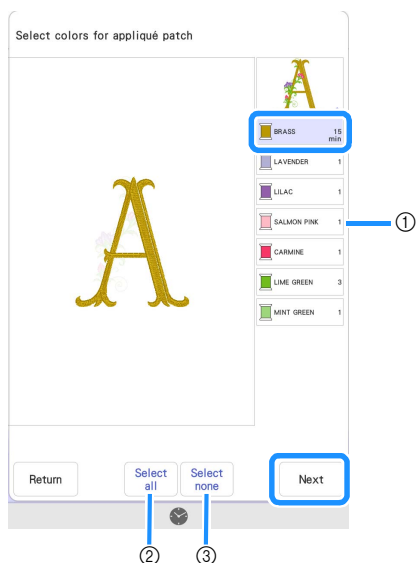 Select colors for appliqué patch
BRASS 15
min
LAVENDER 1
LILAC 1
SALMON PINK 1
①
CARMINE 1
LIME GREEN 3
MINT GREEN 1
Return
Select
all
Select
none
Next
② ③